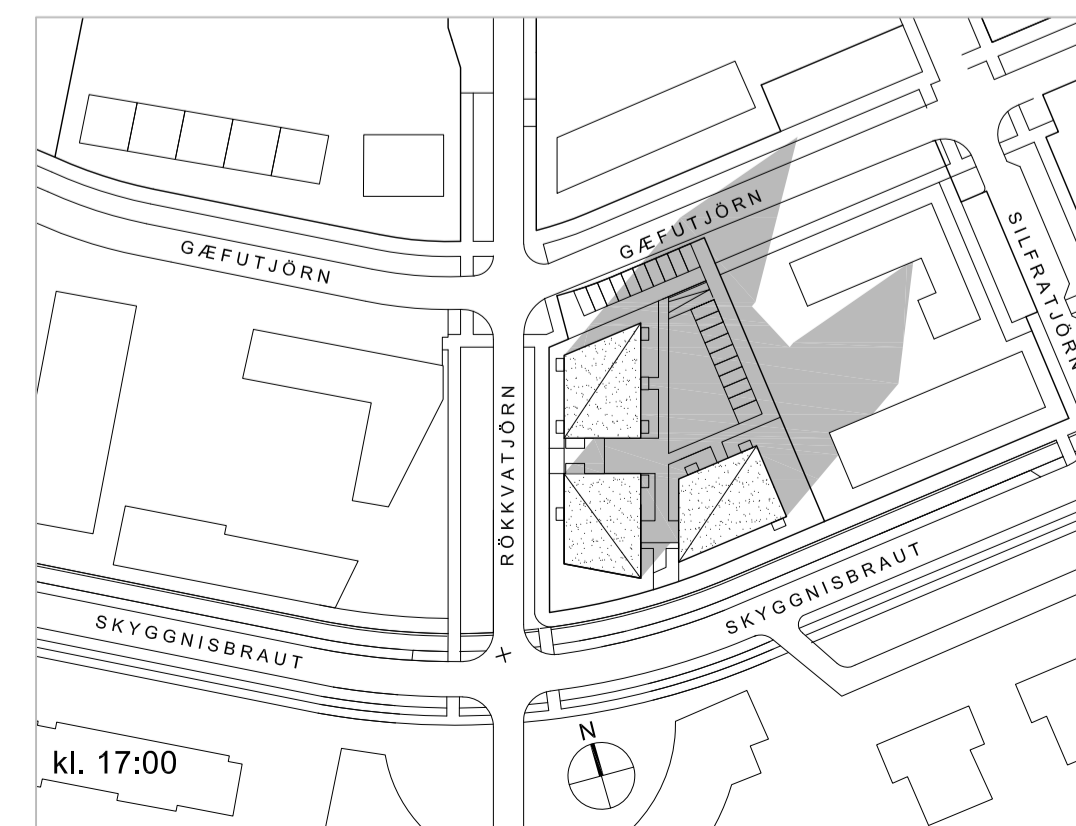 GÆFUTJÖRN
GÆFUTJÖRN
SILFRATJÖRN
RÖKKVATJÖRN
SKYGGNISBRAUT
SKYGGNISBRAUT
N
kl. 17:00